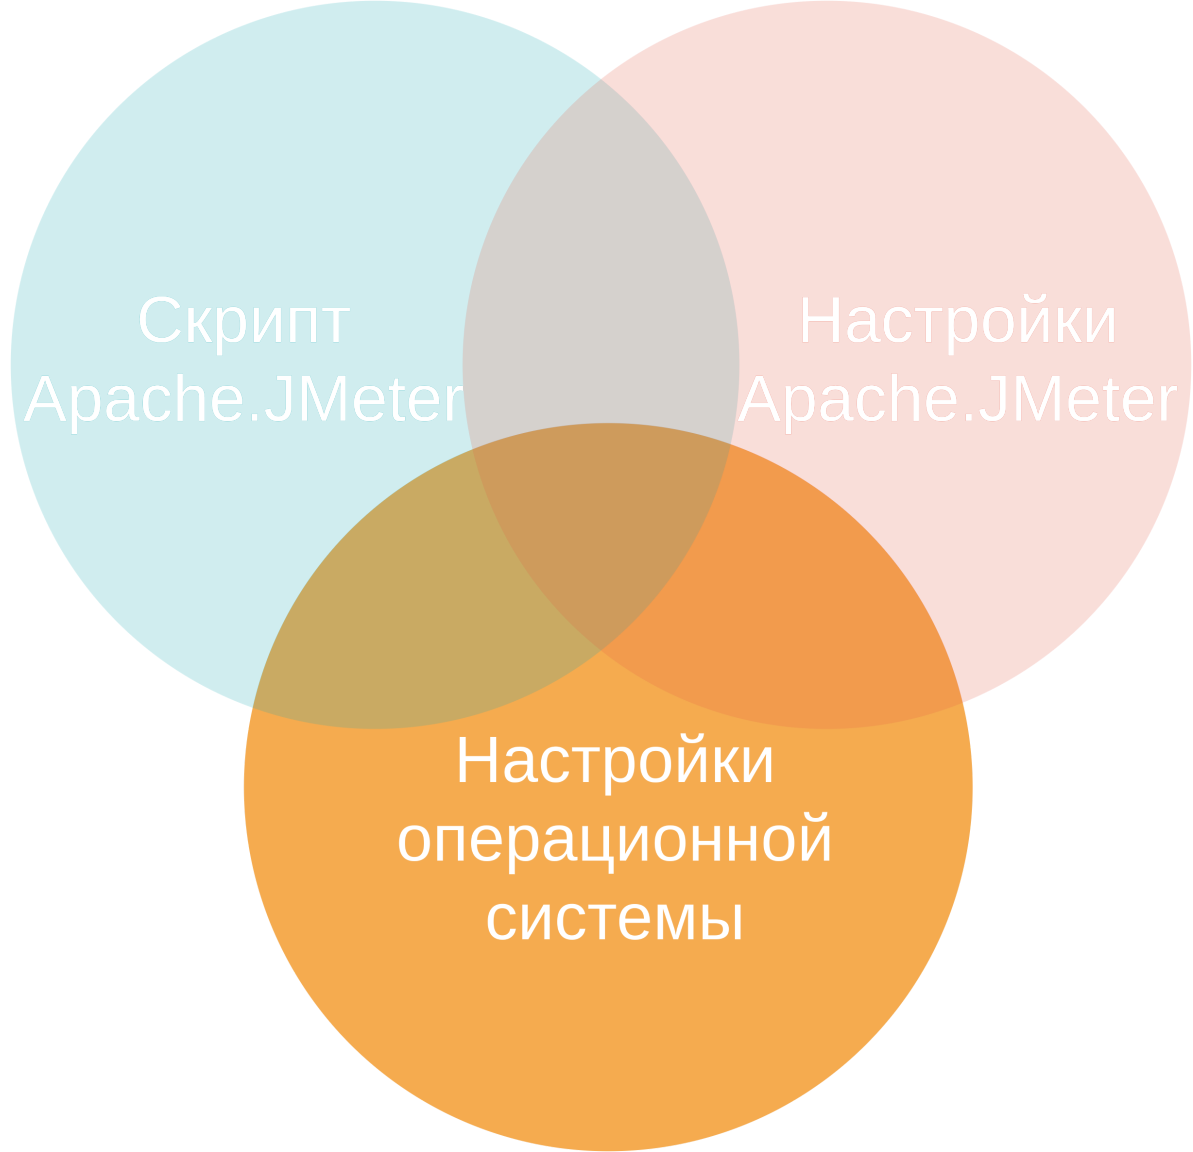 Скрипт
Apache.JMeter
Настройки
Apache.JMeter
Настройки
операционной
системы